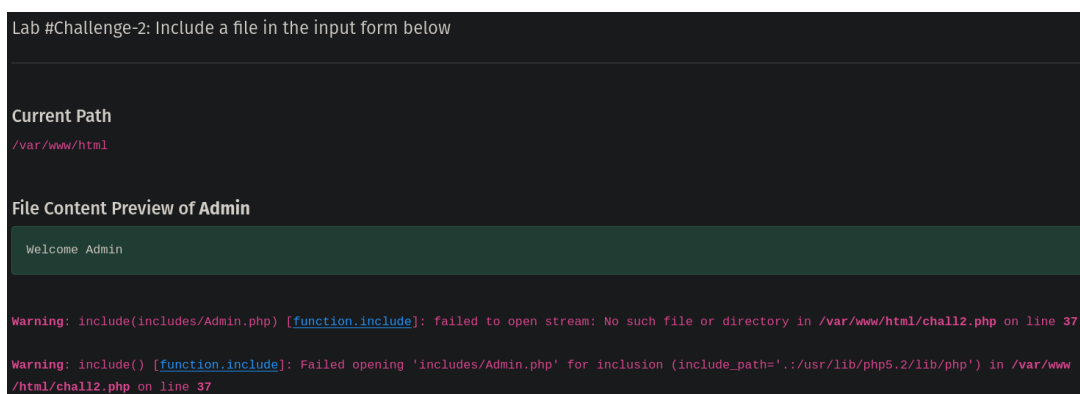 Lab #Challenge-2: Include a file in the input form below
Current Path
/var/www/html
File Content Preview of Admin
Welcome Admin
Warning: include(includes/Admin.php) [function.include]: failed to open stream: No such file or directory in /var/www/html/chall2.php on line 37
Warning: include() [function.include]: Failed opening 'includes/Admin.php' for inclusion (include_path='.:/usr/lib/php5.2/lib/php') in /var/www
/html/chall2.php on line 37